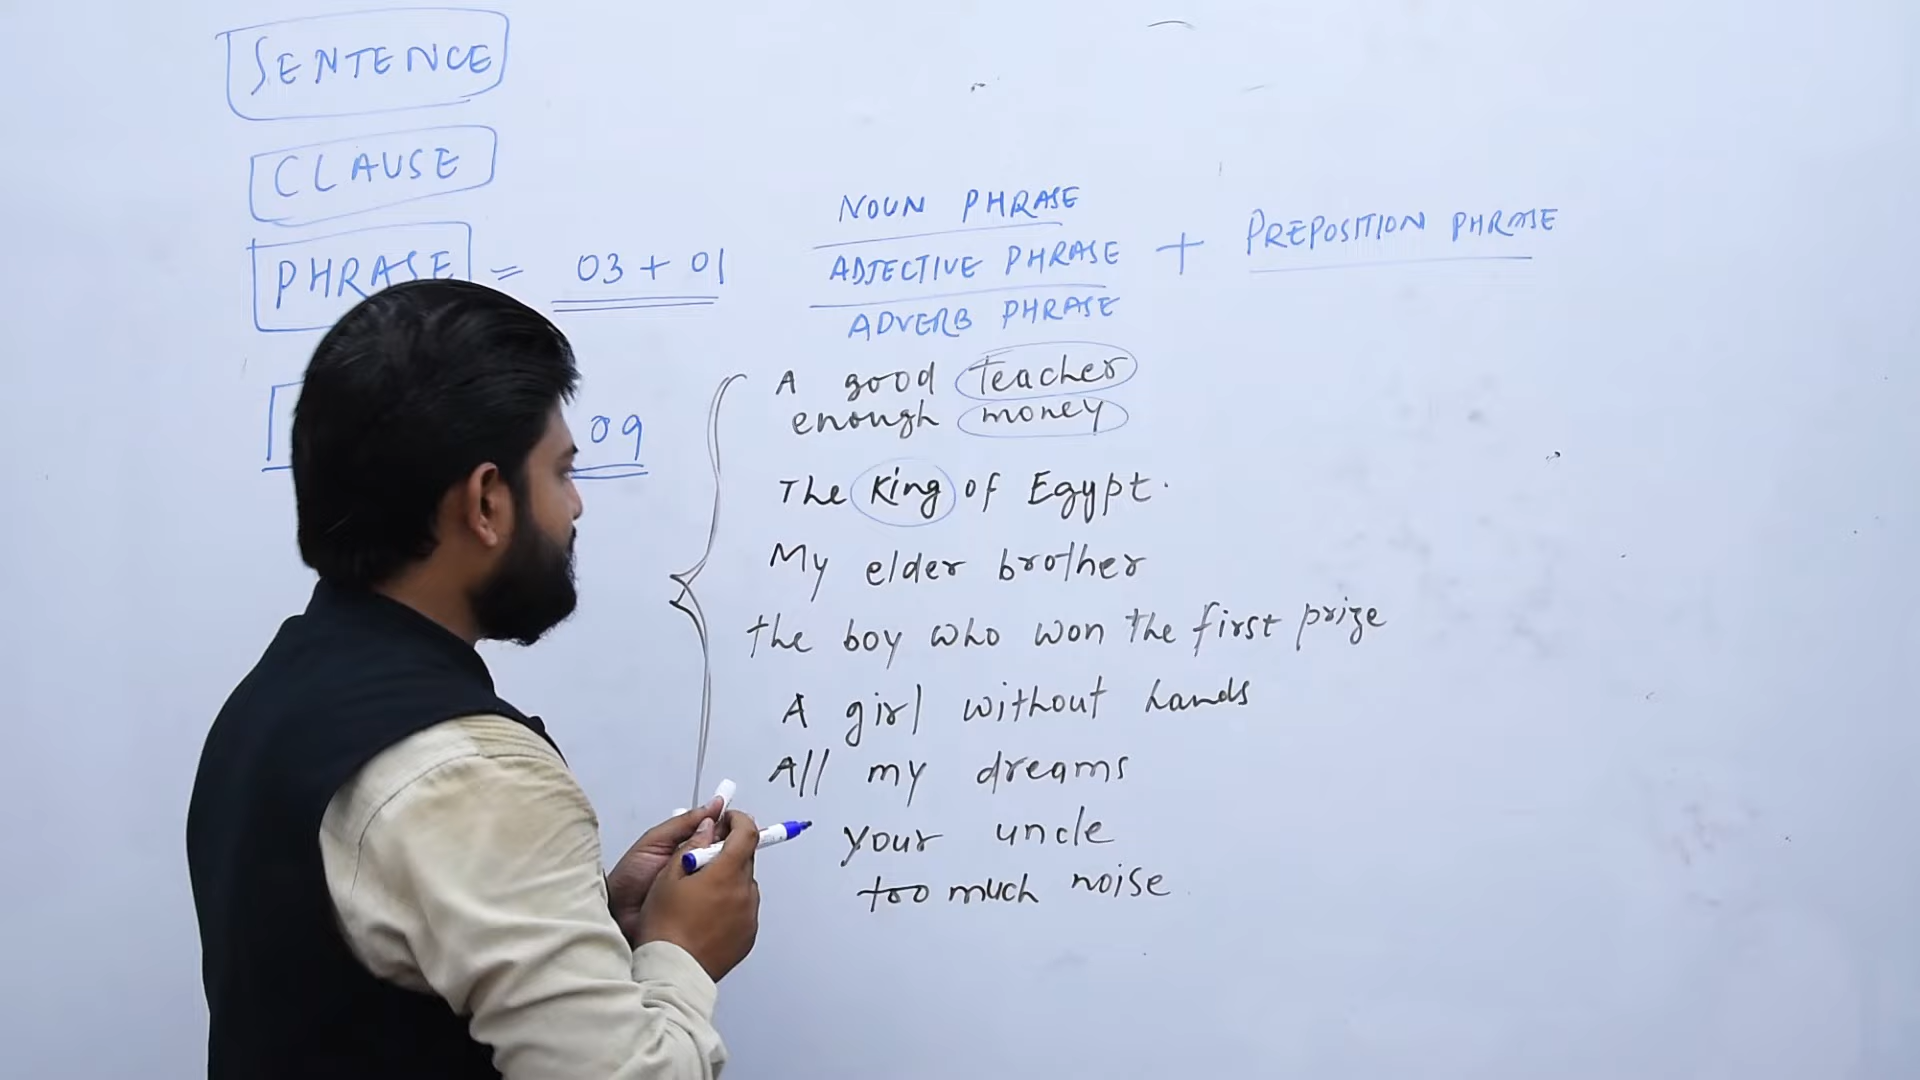 SENTENCE
CLAUSE
PHRASE = 03 + 01
NOUN PHRASE
ADJECTIVE PHRASE + PREPOSITION PHRASE
ADVERB PHRASE
09
A good teacher
enough money
The King of Egypt.
My elder brother
the boy who won the first prize
A girl without hands
All my dreams
your uncle
too much noise